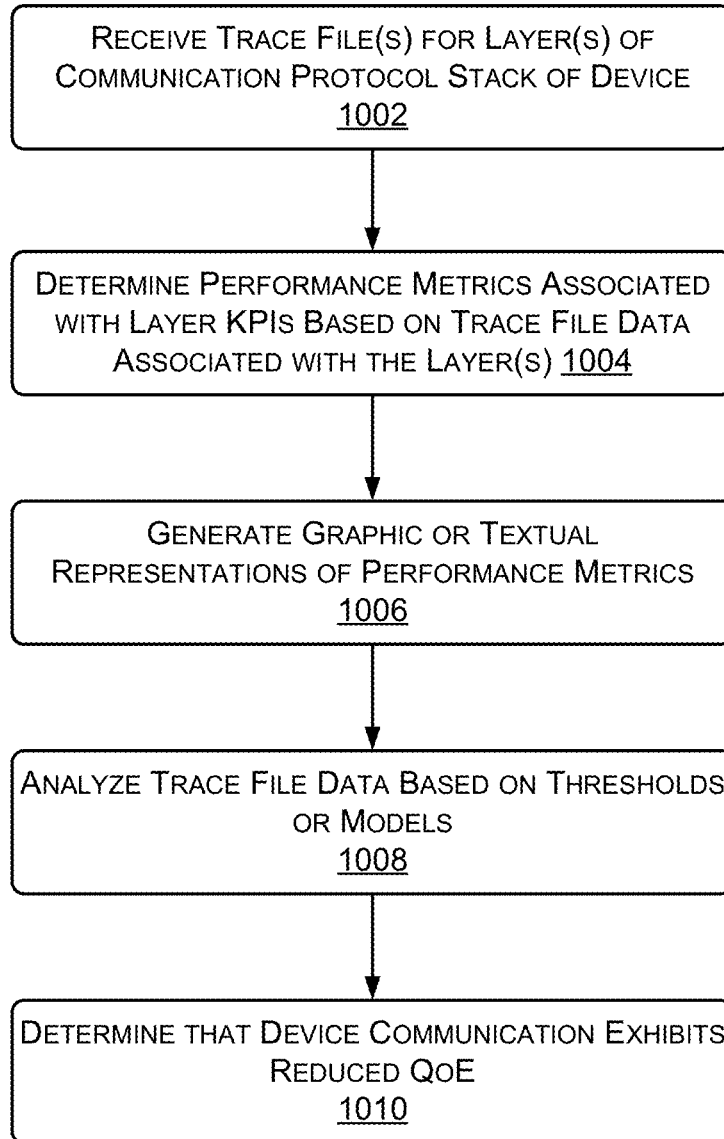 RECEIVE TRACE FILE(S) FOR LAYER(S) OF
COMMUNICATION PROTOCOL STACK OF DEVICE
1002
DETERMINE PERFORMANCE METRICS ASSOCIATED
WITH LAYER KPIS BASED ON TRACE FILE DATA
ASSOCIATED WITH THE LAYER(S) 1004
GENERATE GRAPHIC OR TEXTUAL
REPRESENTATIONS OF PERFORMANCE METRICS
1006
ANALYZE TRACE FILE DATA BASED ON THRESHOLDS
OR MODELS
1008
DETERMINE THAT DEVICE COMMUNICATION EXHIBITS
REDUCED QOE
1010